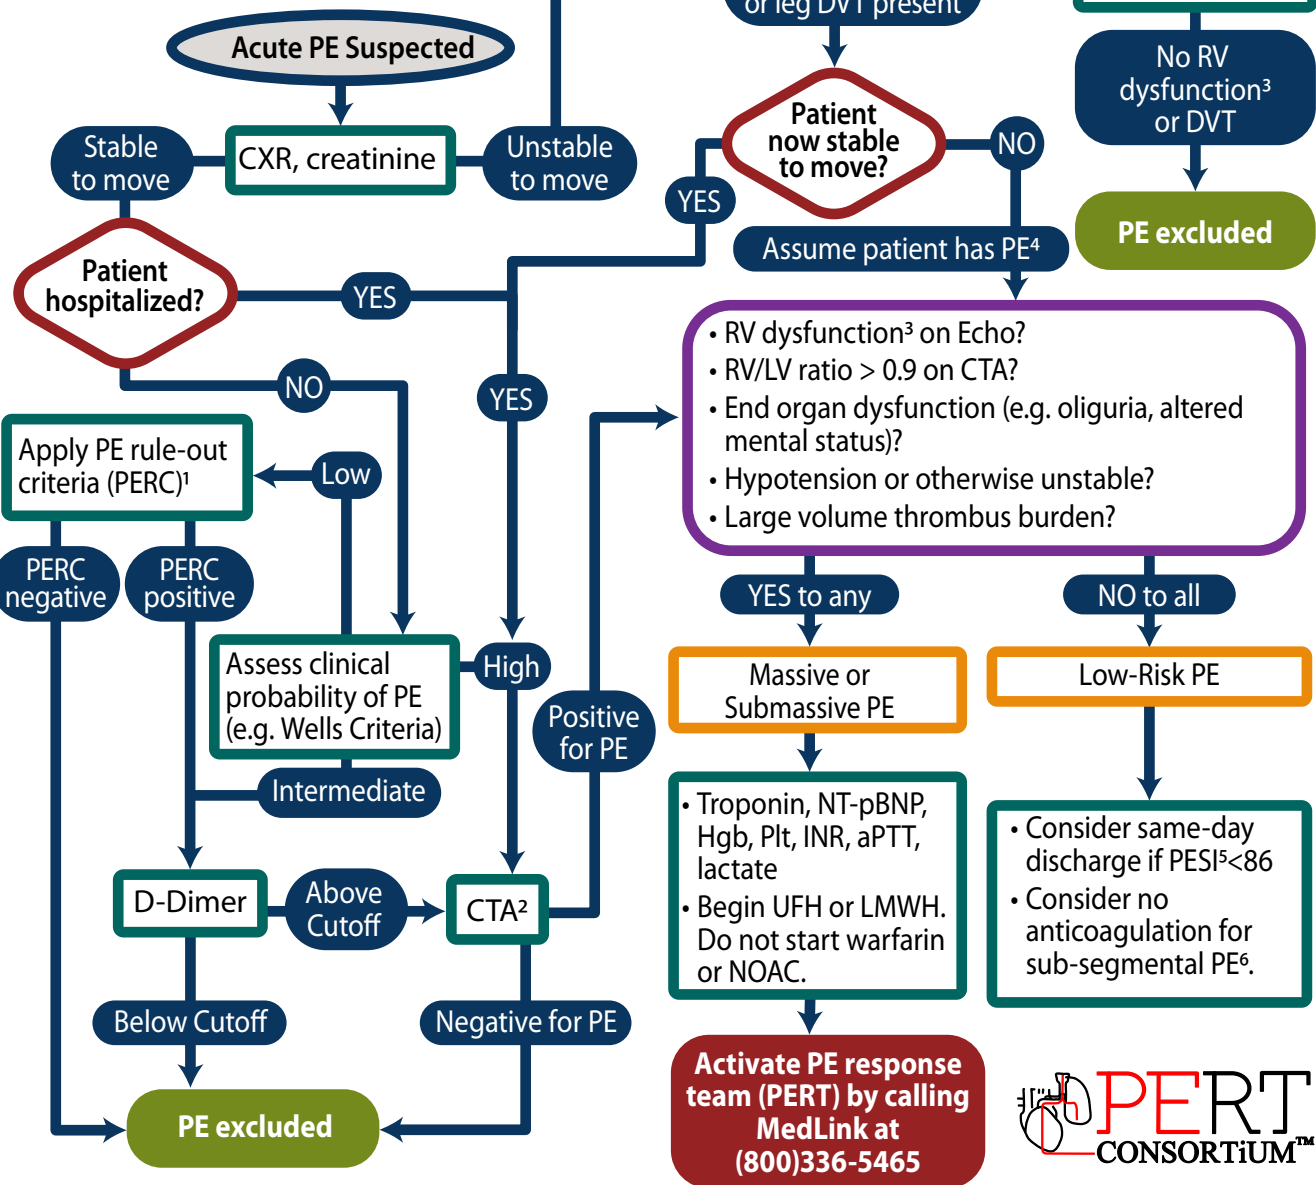 or leg DVT present
Acute PE Suspected
No RV
dysfunction³
or DVT
Patient
now stable
to move?
NO
Stable
to move
CXR, creatinine
Unstable
to move
YES
PE excluded
Assume patient has PE⁴
Patient
hospitalized?
YES
• RV dysfunction³ on Echo?
• RV/LV ratio > 0.9 on CTA?
• End organ dysfunction (e.g. oliguria, altered
mental status)?
• Hypotension or otherwise unstable?
• Large volume thrombus burden?
NO
YES
Apply PE rule-out
criteria (PERC)¹
Low
PERC
negative
PERC
positive
YES to any
NO to all
Assess clinical
probability of PE
(e.g. Wells Criteria)
High
Massive or
Submassive PE
Low-Risk PE
Positive
for PE
Intermediate
• Troponin, NT-pBNP,
Hgb, Plt, INR, aPTT,
lactate
• Begin UFH or LMWH.
Do not start warfarin
or NOAC.
• Consider same-day
discharge if PESI⁵<86
• Consider no
anticoagulation for
sub-segmental PE⁶.
D-Dimer
Above
Cutoff
CTA²
Below Cutoff
Negative for PE
PE excluded
Activate PE response
team (PERT) by calling
MedLink at
(800)336-5465
PERT
CONSORTiUM™